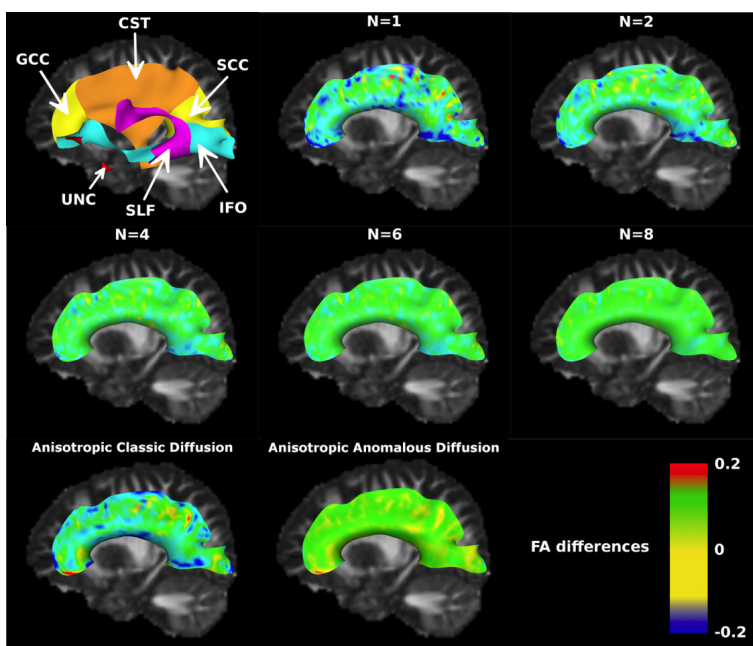 CST
N=1
N=2
GCC
SCC
UNC
SLF
IFO
N=4
N=6
N=8
Anisotropic Classic Diffusion
Anisotropic Anomalous Diffusion
0.2
FA differences
0
-0.2